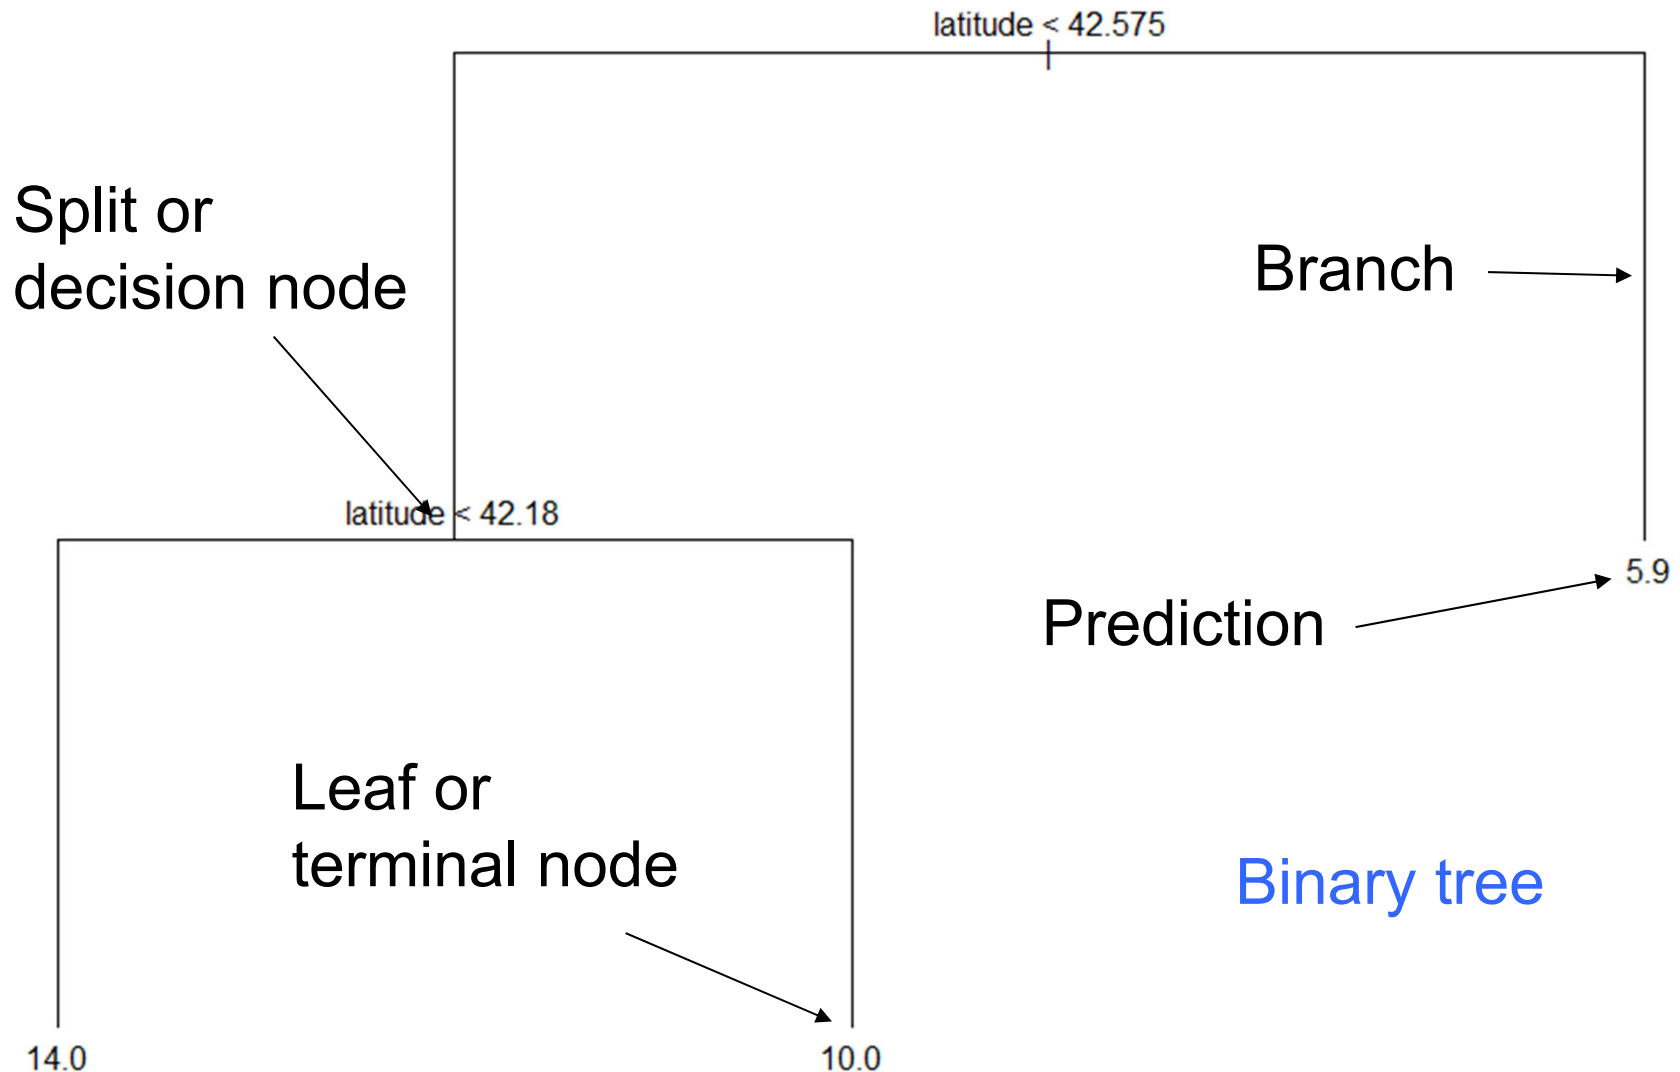 latitude < 42.575
Split or
decision node
Branch
latitude < 42.18
5.9
Prediction
Leaf or
terminal node
Binary tree
14.0
10.0